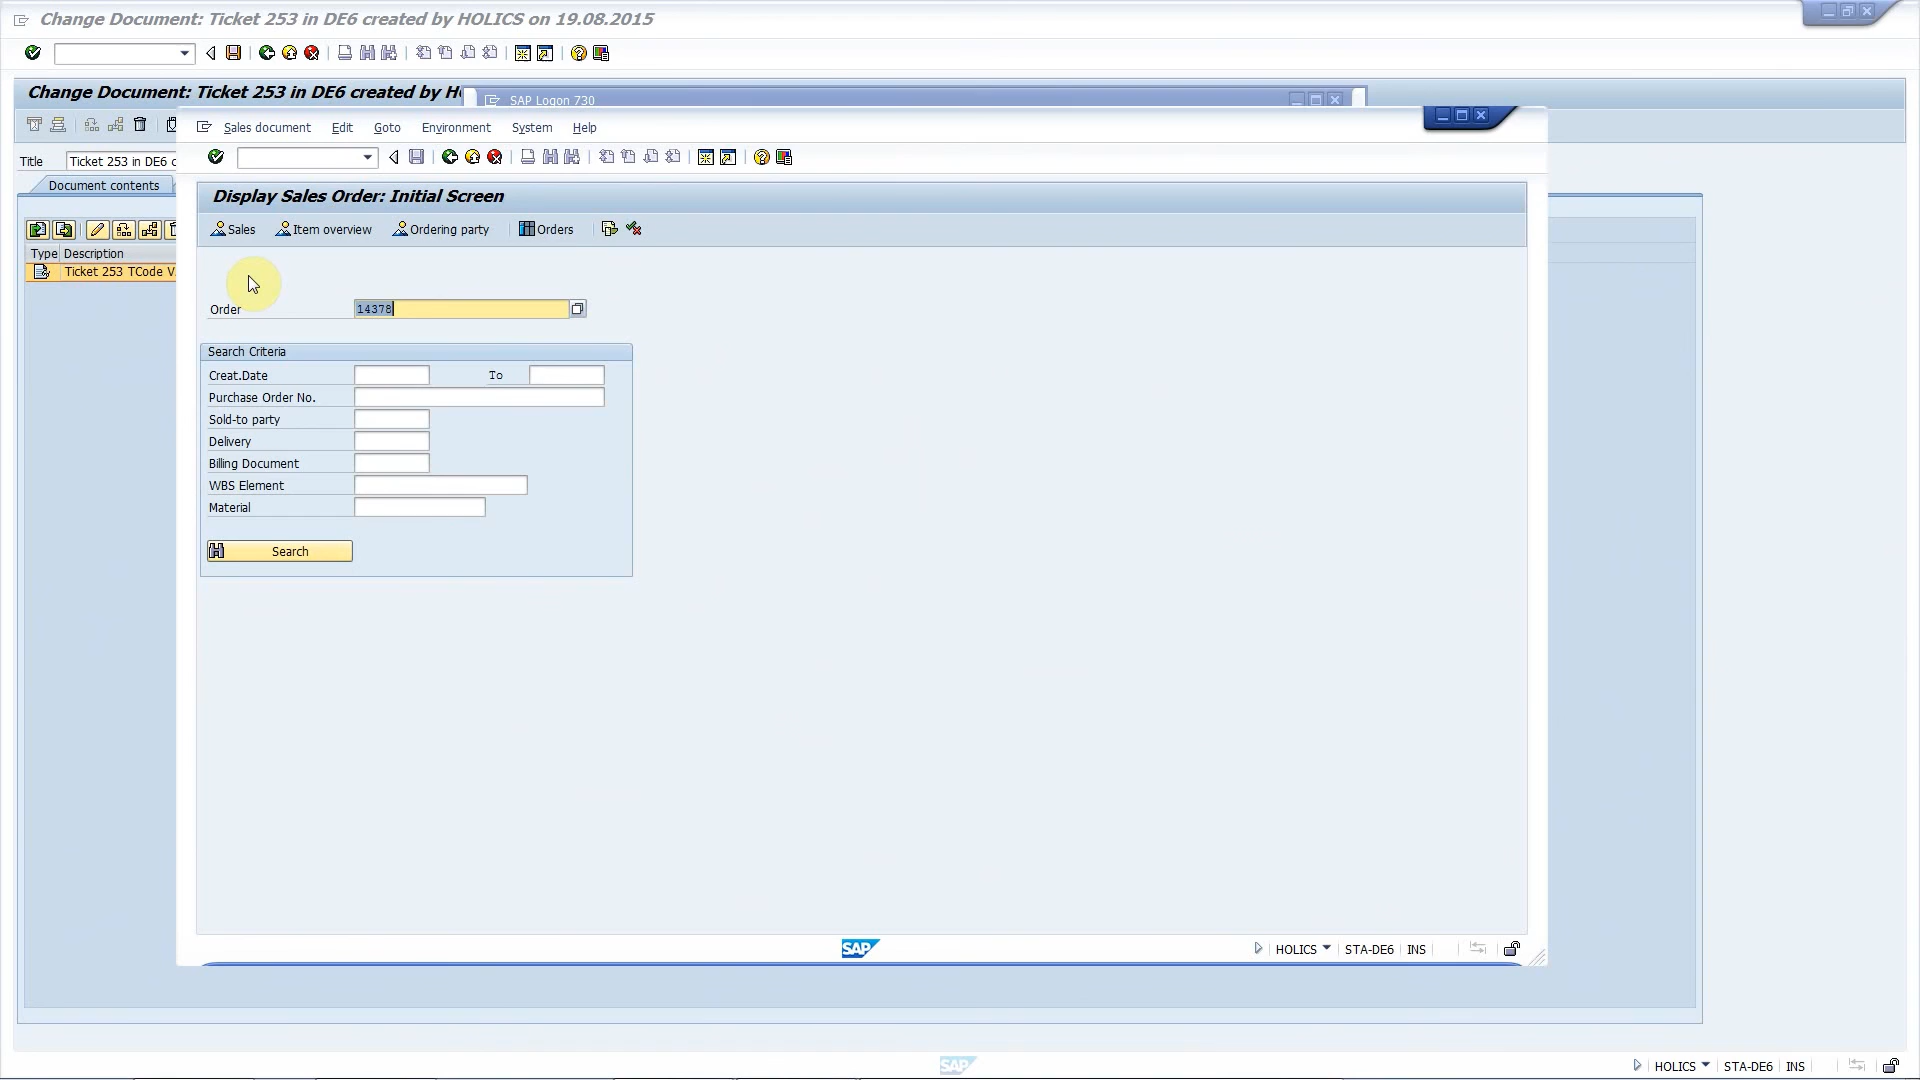 Change Document: Ticket 253 in DE6 created by HOLICS on 19.08.2015
Change Document: Ticket 253 in DE6 created by H
SAP Logon 730
Sales document Edit Goto Environment System Help
Title Ticket 253 in DE6
Document contents
Display Sales Order: Initial Screen
Sales Item overview Ordering party Orders
Type Description
Ticket 253 TCode
Order 14378
Search Criteria
Creat.Date To
Purchase Order No.
Sold-to party
Delivery
Billing Document
WBS Element
Material
Search
SAP HOLICS STA-DE6 INS
SAP HOLICS STA-DE6 INS